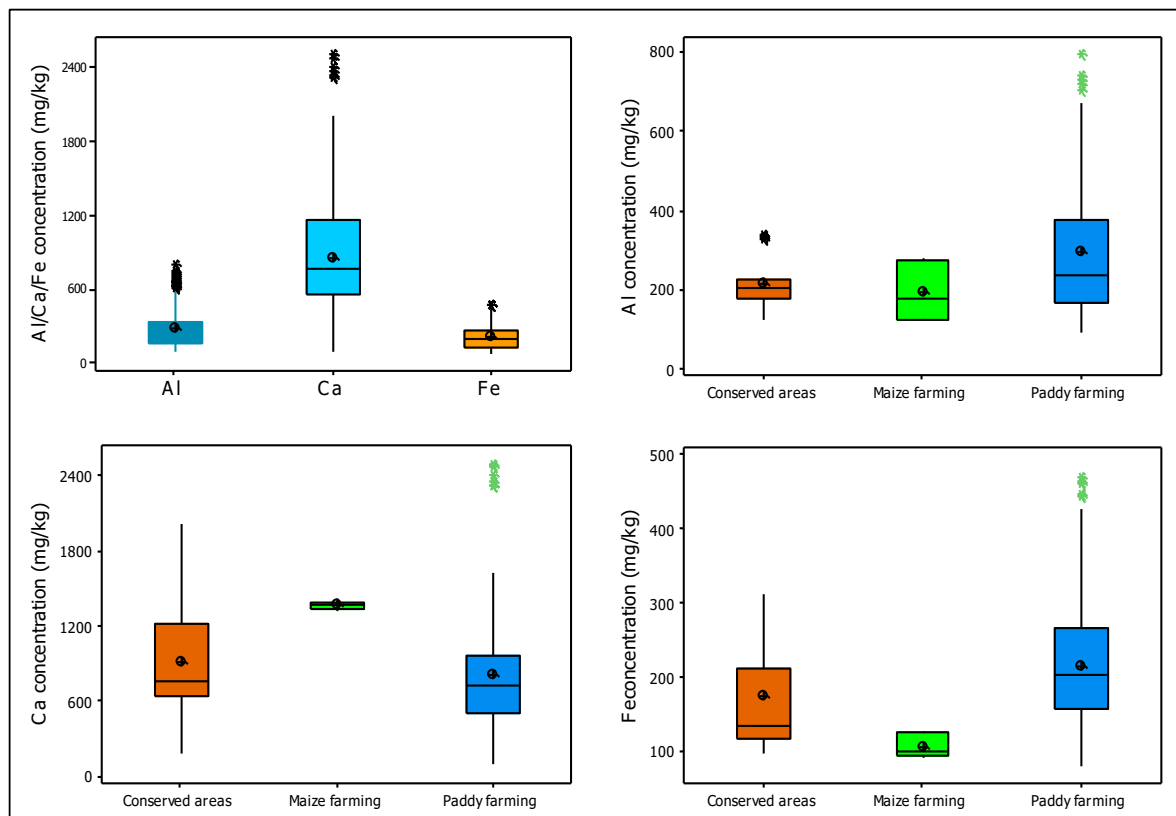 Al/Ca/Fe concentration (mg/kg)
2400
1800
1200
600
0
Al Ca Fe
Al concentration (mg/kg)
800
600
400
200
0
Conserved areas Maize farming Paddy farming
Ca concentration (mg/kg)
2400
1800
1200
600
0
Conserved areas Maize farming Paddy farming
Feconcentration (mg/kg)
500
400
300
200
100
Conserved areas Maize farming Paddy farming